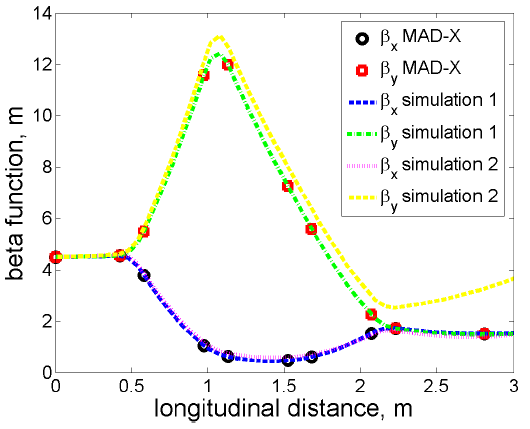 14
12
10
8
6
4
2
0
beta function, m
βx MAD-X
βy MAD-X
βx simulation 1
βy simulation 1
βx simulation 2
βy simulation 2
0 0.5 1 1.5 2 2.5 3
longitudinal distance, m